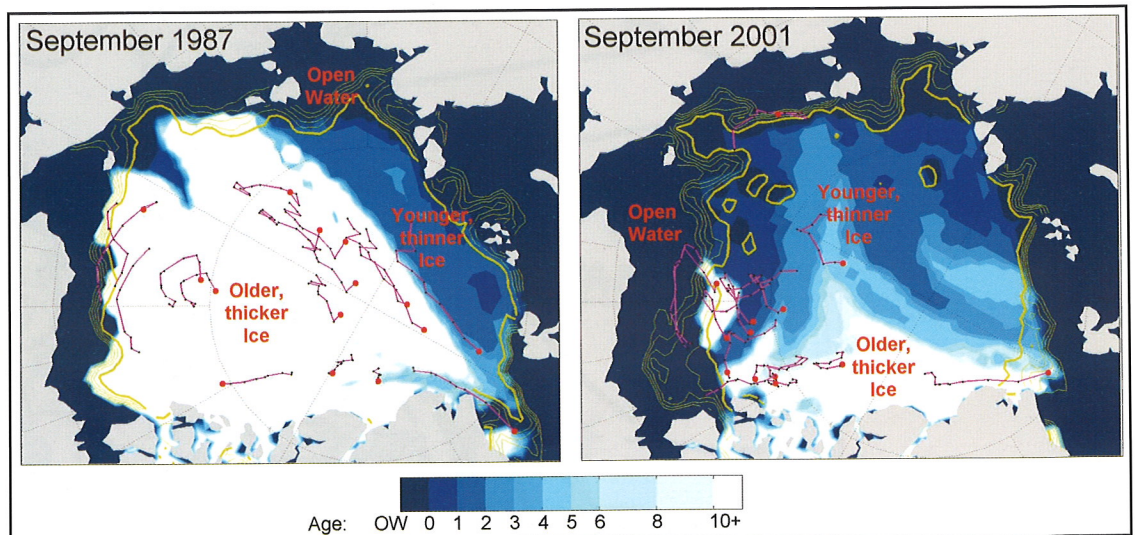 September 1987
Open
Water
Younger,
thinner
Ice
Older,
thicker
Ice
September 2001
Open
Water
Younger,
thinner
Ice
Older,
thicker
Ice
Age: OW 0 1 2 3 4 5 6 8 10+